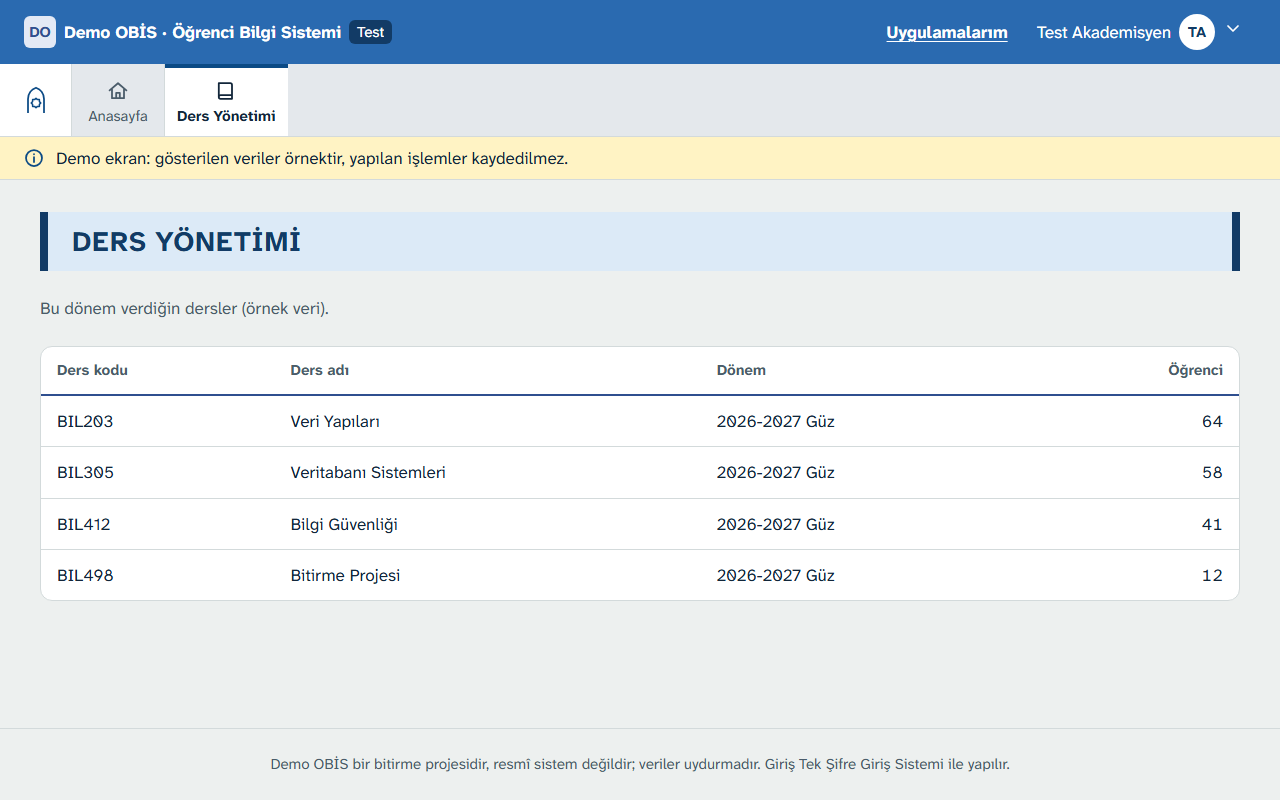 DO Demo OBİS · Öğrenci Bilgi Sistemi Test Uygulamalarım Test Akademisyen TA
Anasayfa Ders Yönetimi
Demo ekran: gösterilen veriler örnektir, yapılan işlemler kaydedilmez.
DERS YÖNETİMİ
Bu dönem verdiğin dersler (örnek veri).
Ders kodu Ders adı Dönem Öğrenci
BIL203 Veri Yapıları 2026-2027 Güz 64
BIL305 Veritabanı Sistemleri 2026-2027 Güz 58
BIL412 Bilgi Güvenliği 2026-2027 Güz 41
BIL498 Bitirme Projesi 2026-2027 Güz 12
Demo OBİS bir bitirme projesidir, resmî sistem değildir; veriler uydurmadır. Giriş Tek Şifre Giriş Sistemi ile yapılır.